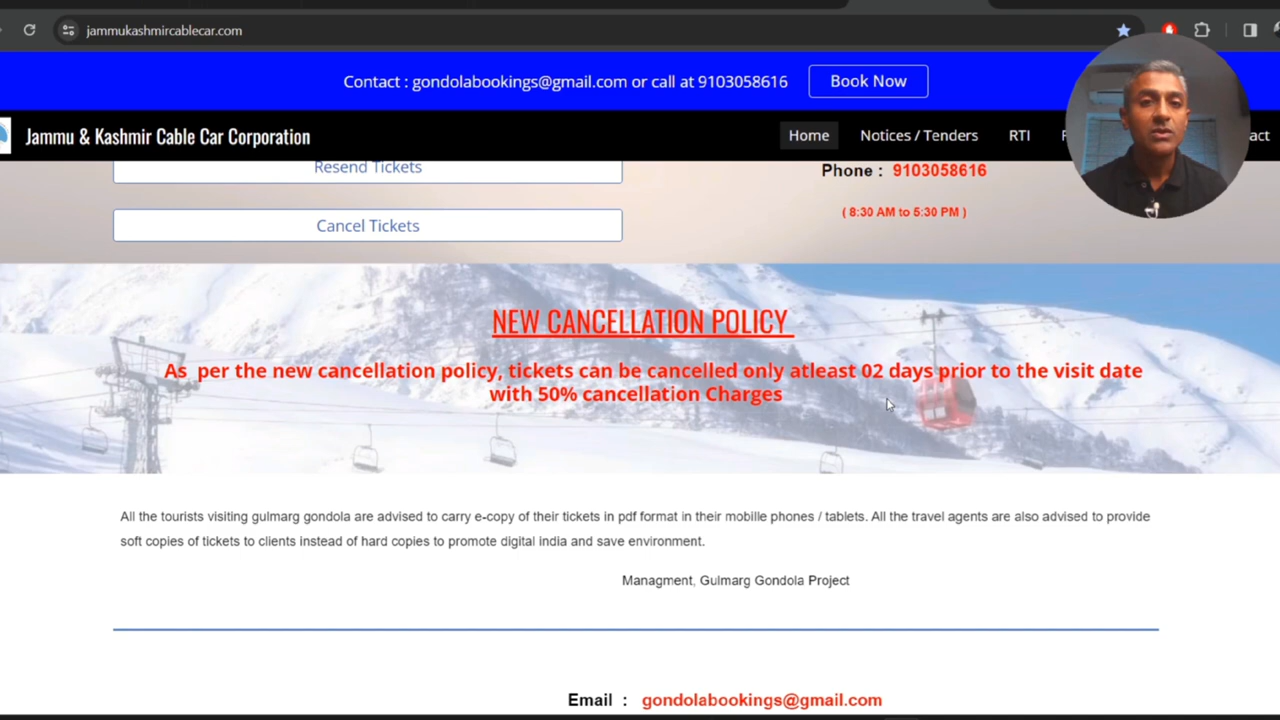 jammukashmircablecar.com
Contact : gondolabookings@gmail.com or call at 9103058616
Book Now
Jammu & Kashmir Cable Car Corporation
Home
Notices / Tenders
RTI
Resend Tickets
Phone : 9103058616
( 8:30 AM to 5:30 PM )
Cancel Tickets
NEW CANCELLATION POLICY
As per the new cancellation policy, tickets can be cancelled only atleast 02 days prior to the visit date
with 50% cancellation Charges
All the tourists visiting gulmarg gondola are advised to carry e-copy of their tickets in pdf format in their mobille phones / tablets. All the travel agents are also advised to provide
soft copies of tickets to clients instead of hard copies to promote digital india and save environment.
Managment, Gulmarg Gondola Project
Email : gondolabookings@gmail.com